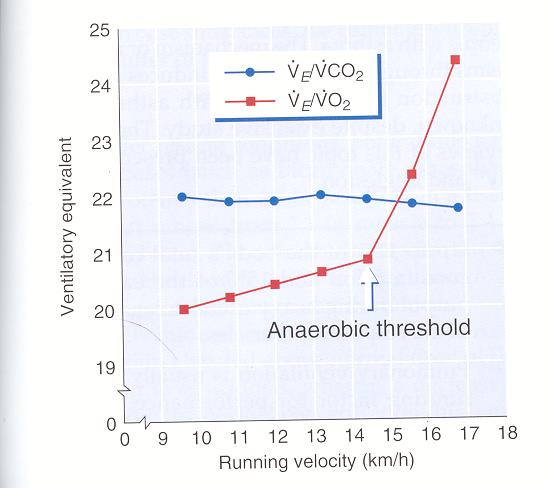 25
24
23
22
21
20
19
0
Ventilatory equivalent
V̇E/V̇CO2
V̇E/V̇O2
Anaerobic threshold
0 9 10 11 12 13 14 15 16 17 18
Running velocity (km/h)